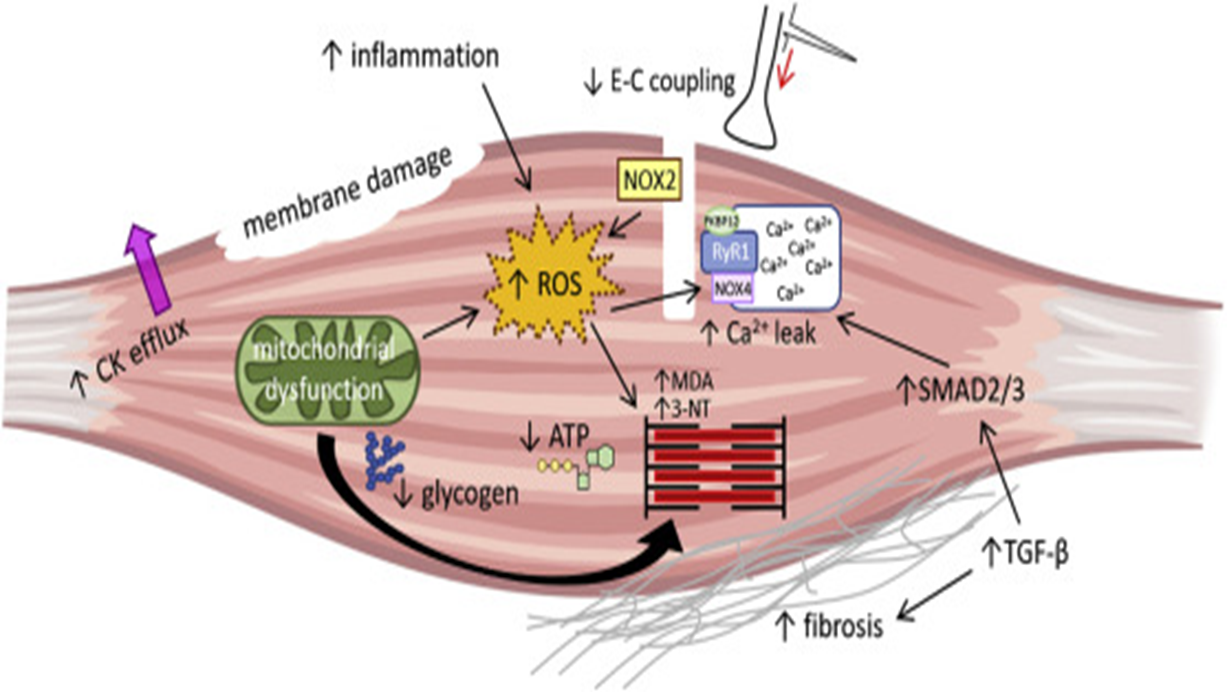 ↑ inflammation
↓ E-C coupling
membrane damage
NOX2
↑ ROS
RyR1
NOX4
Ca²⁺ Ca²⁺
Ca²⁺
Ca²⁺ Ca²⁺
Ca²⁺
↑ Ca²⁺ leak
↑ CK efflux
mitochondrial
dysfunction
↑MDA
↑3-NT
↓ ATP
↓ glycogen
↑SMAD2/3
↑TGF-β
↑ fibrosis